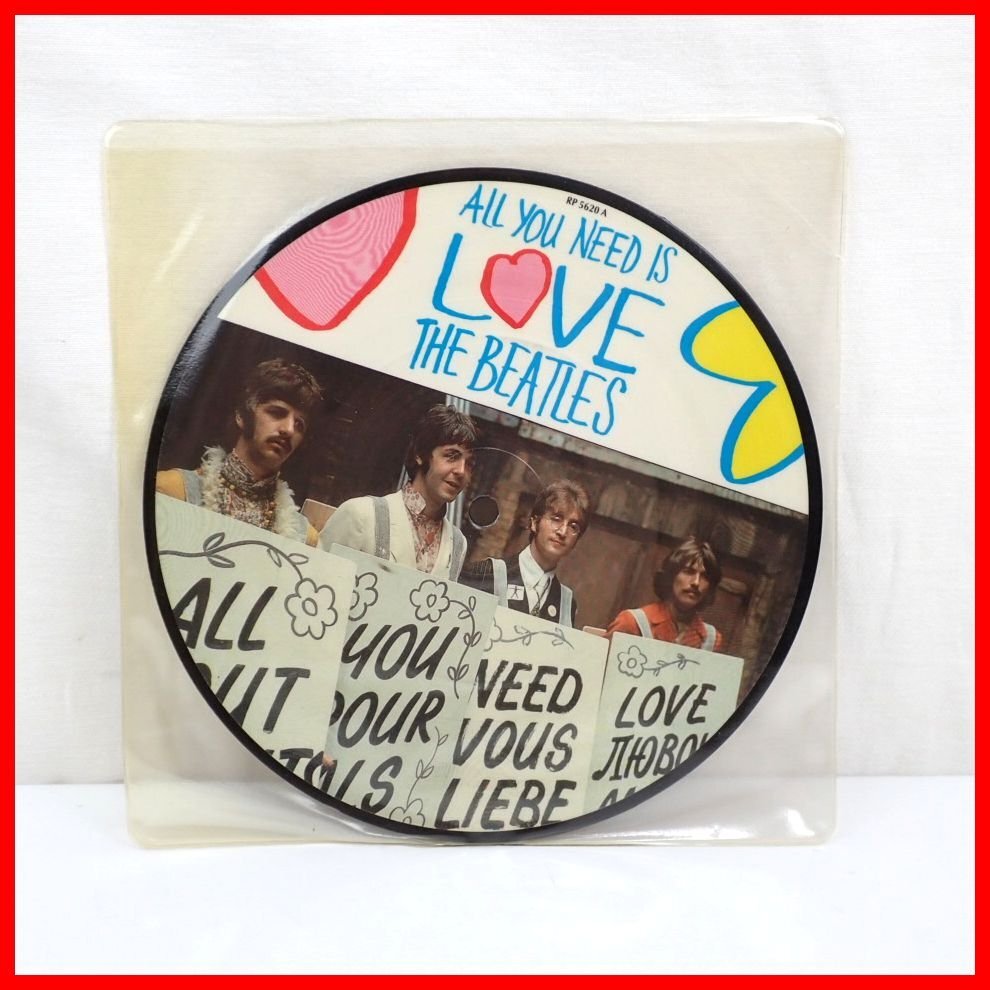 RP 5620 A
ALL YOU NEED IS
LOVE
THE BEATLES
ALL
YOU
POUR
NEED
VOUS
LIEBE
LOVE